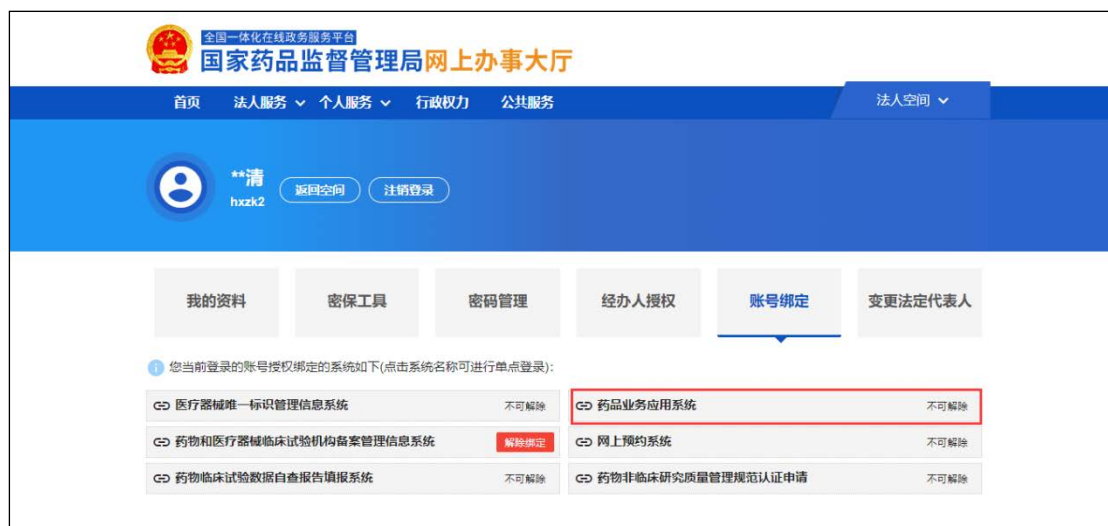 全国一体化在线政务服务平台
国家药品监督管理局网上办事大厅
首页 法人服务 个人服务 行政权力 公共服务 法人空间
**清
hxzk2
返回空间 注销登录
我的资料 密保工具 密码管理 经办人授权 账号绑定 变更法定代表人
您当前登录的账号授权绑定的系统如下(点击系统名称可进行单点登录):
医疗器械唯一标识管理信息系统 不可解除 药品业务应用系统 不可解除
药物和医疗器械临床试验机构备案管理信息系统 解除绑定 网上预约系统 不可解除
药物临床试验数据自查报告填报系统 不可解除 药物非临床研究质量管理规范认证申请 不可解除